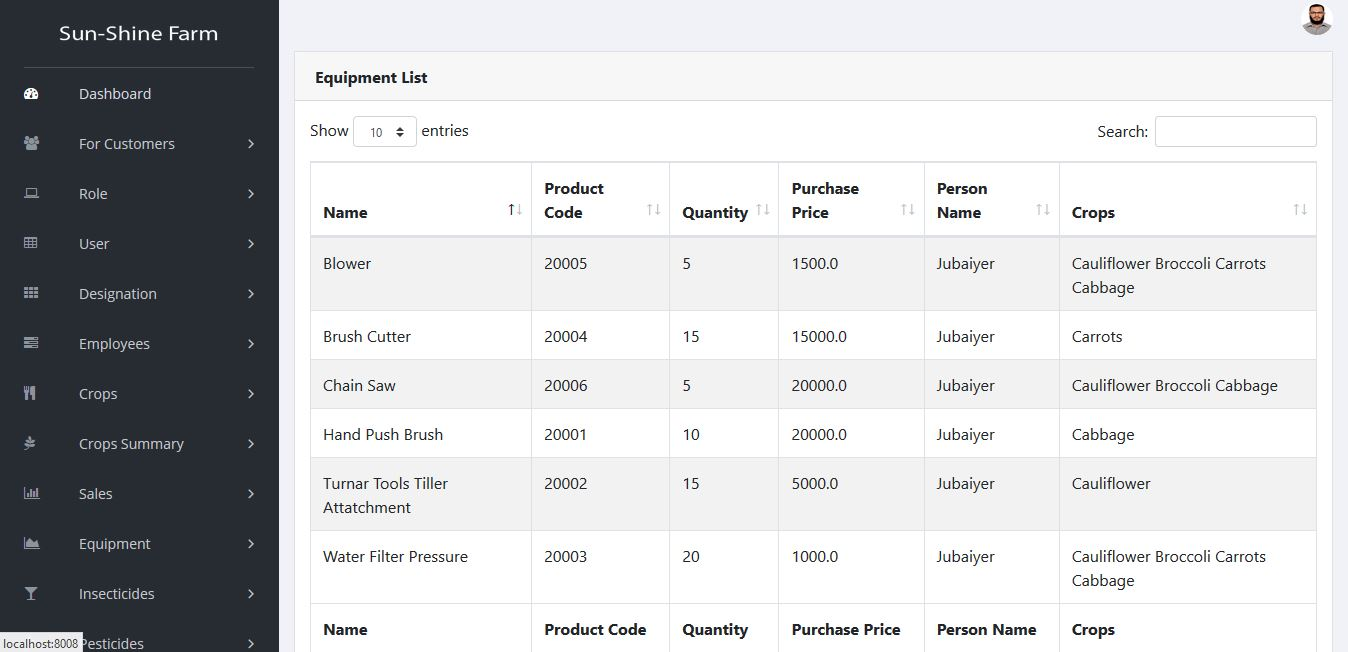 Sun-Shine Farm
Dashboard
For Customers
Role
User
Designation
Employees
Crops
Crops Summary
Sales
Equipment
Insecticides
Pesticides
localhost:8008
Equipment List
Show 10 entries
Search:
Name Product Code Quantity Purchase Price Person Name Crops
Blower 20005 5 1500.0 Jubaiyer Cauliflower Broccoli Carrots
Cabbage
Brush Cutter 20004 15 15000.0 Jubaiyer Carrots
Chain Saw 20006 5 20000.0 Jubaiyer Cauliflower Broccoli Cabbage
Hand Push Brush 20001 10 20000.0 Jubaiyer Cabbage
Turnar Tools Tiller 20002 15 5000.0 Jubaiyer Cauliflower
Attatchment
Water Filter Pressure 20003 20 1000.0 Jubaiyer Cauliflower Broccoli Carrots
Cabbage
Name Product Code Quantity Purchase Price Person Name Crops